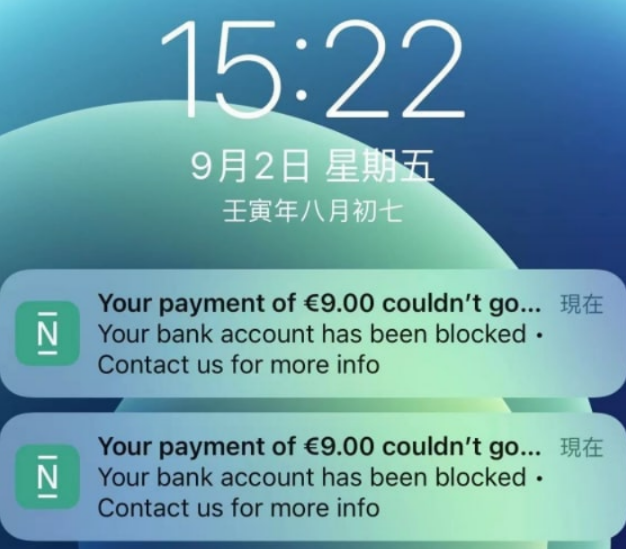 15:22
9月2日 星期五
壬寅年八月初七
N
Your payment of €9.00 couldn't go... 現在
Your bank account has been blocked •
Contact us for more info
N
Your payment of €9.00 couldn't go... 現在
Your bank account has been blocked •
Contact us for more info